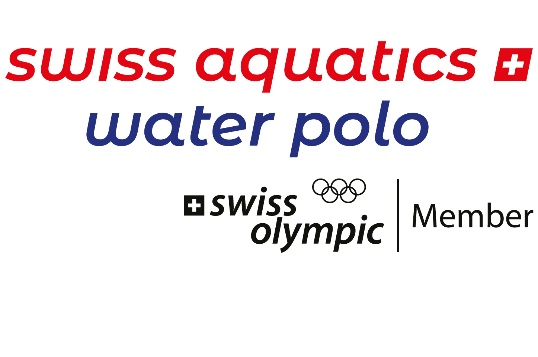 swiss aquatics
water polo
swiss
olympic
Member